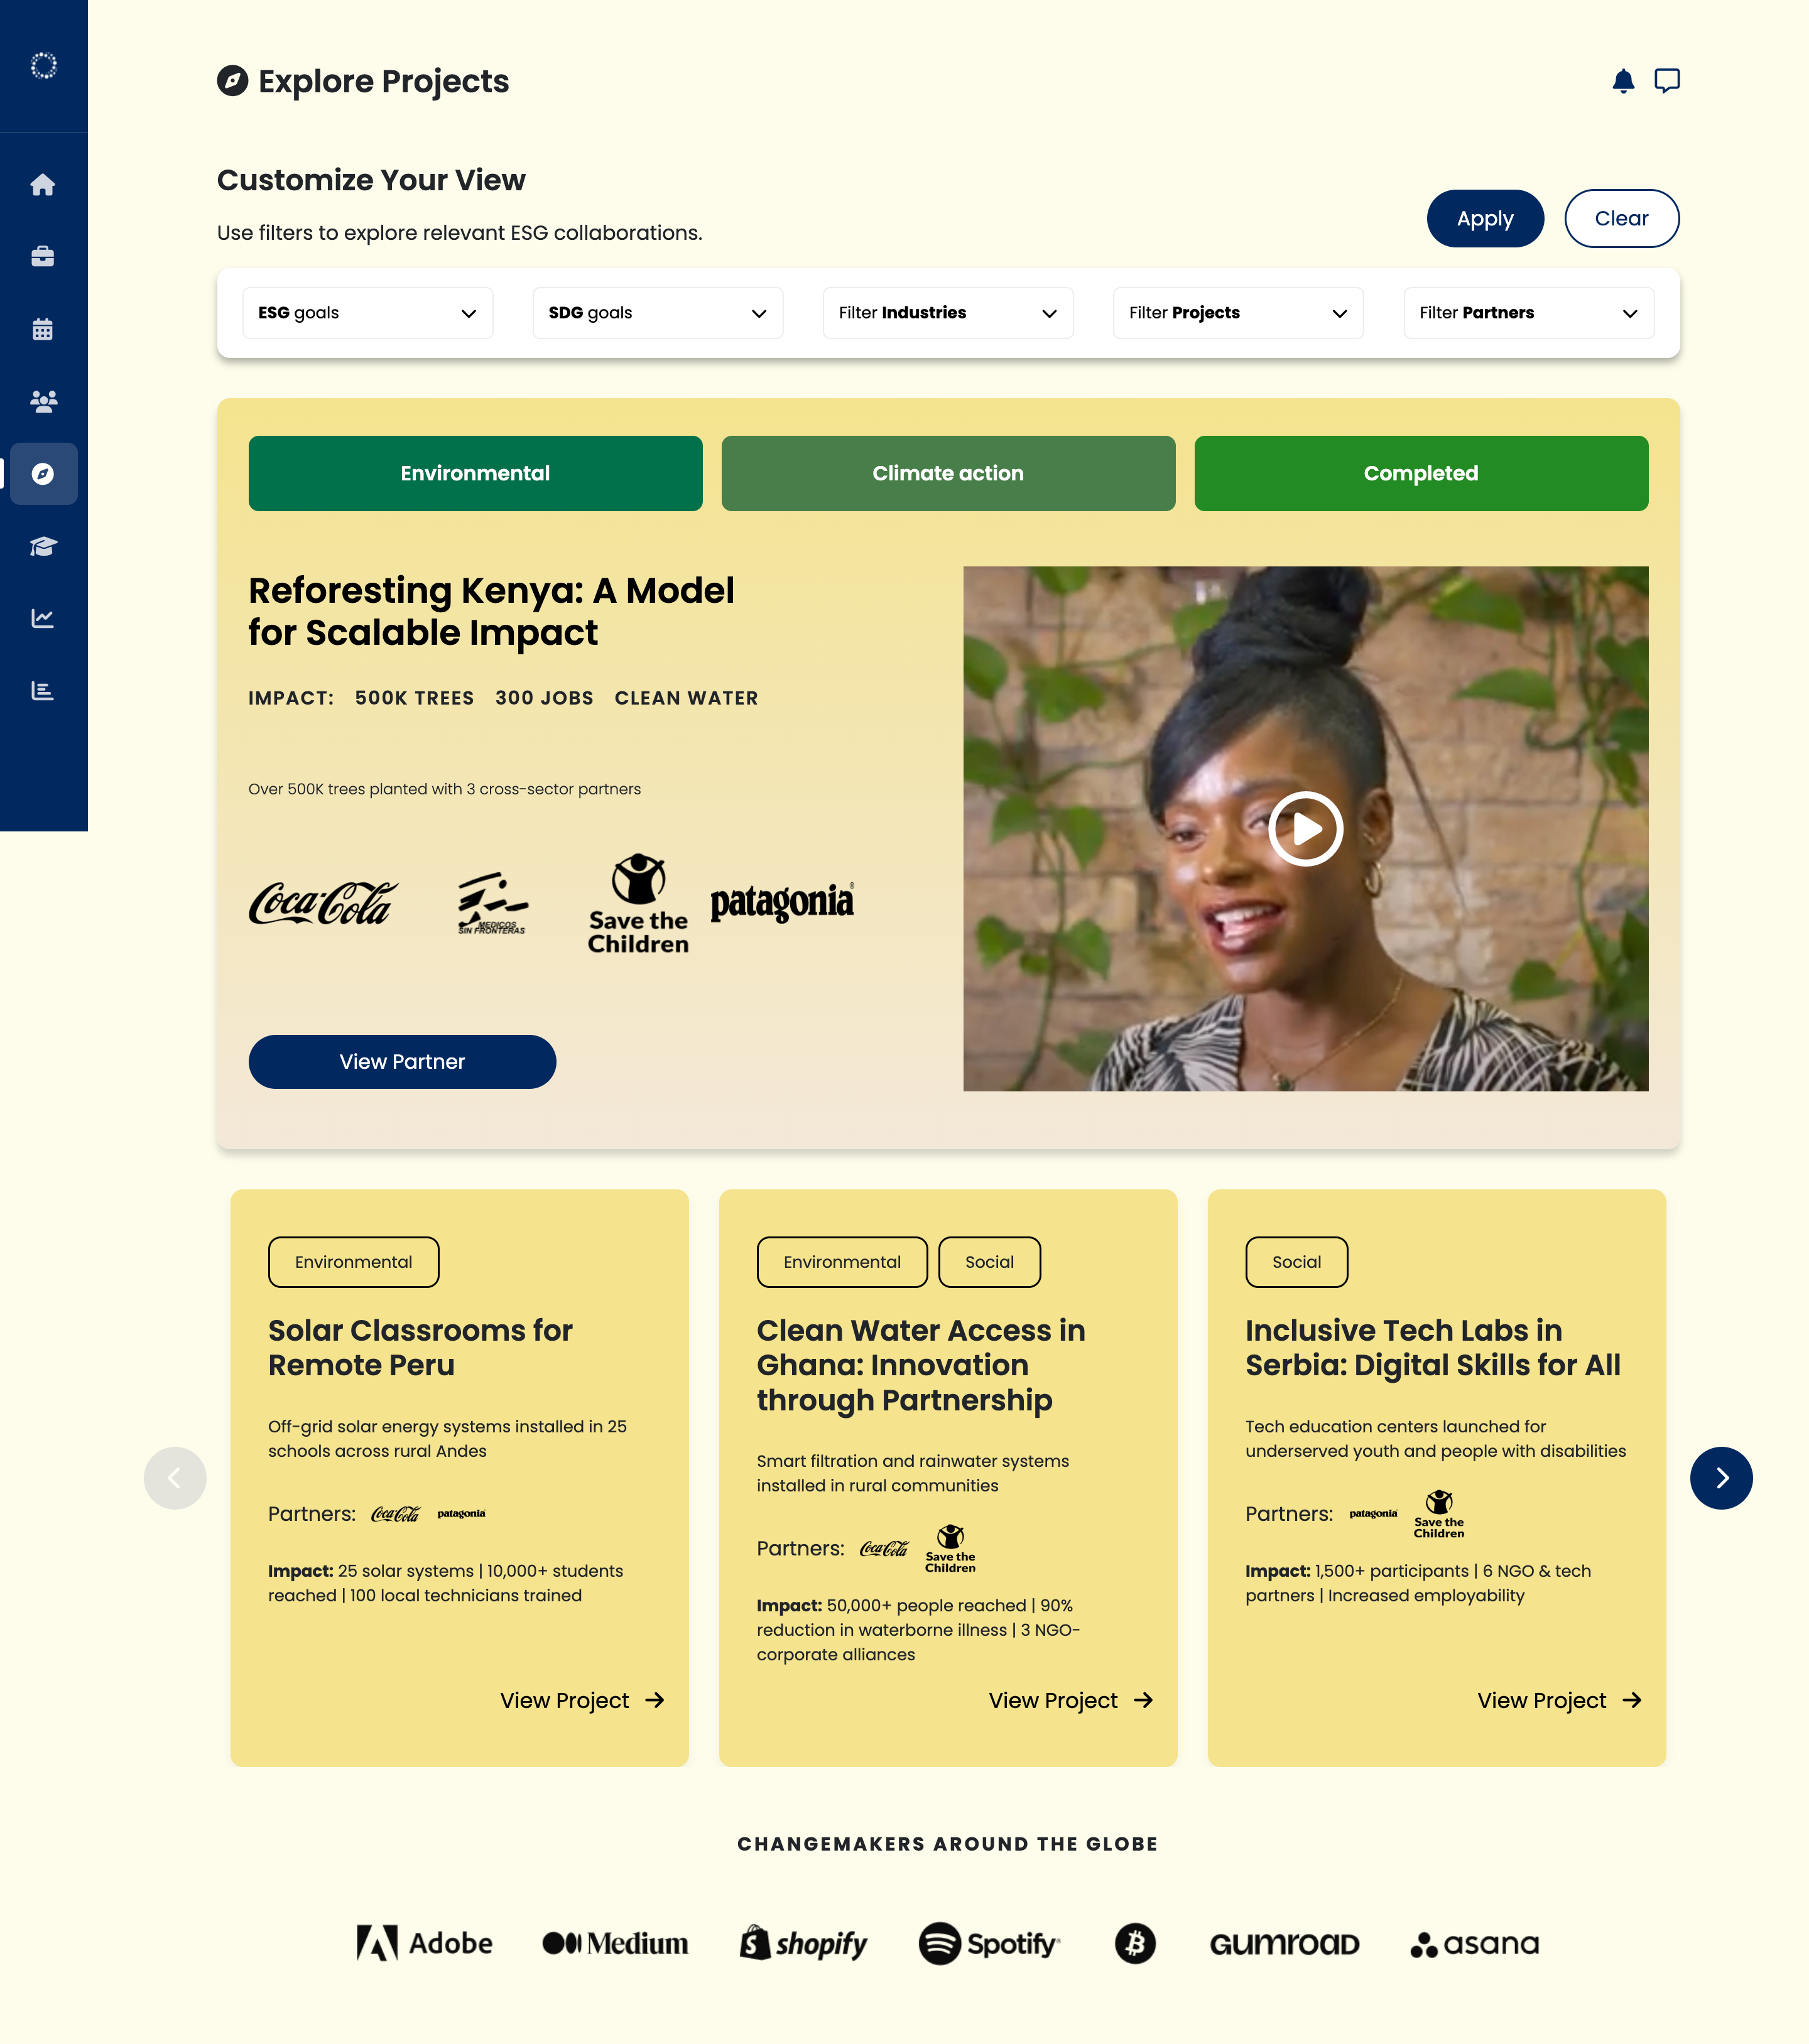 Explore Projects
Customize Your View
Use filters to explore relevant ESG collaborations.
Apply
Clear
ESG goals
SDG goals
Filter Industries
Filter Projects
Filter Partners
Environmental
Climate action
Completed
Reforesting Kenya: A Model
for Scalable Impact
IMPACT: 500K TREES 300 JOBS CLEAN WATER
Over 500K trees planted with 3 cross-sector partners
Coca-Cola
MEDICOS
SIN FRONTERAS
Save the
Children
patagonia®
View Partner
Environmental
Solar Classrooms for
Remote Peru
Off-grid solar energy systems installed in 25
schools across rural Andes
Partners: Coca-Cola patagonia
Impact: 25 solar systems | 10,000+ students
reached | 100 local technicians trained
View Project
Environmental
Social
Clean Water Access in
Ghana: Innovation
through Partnership
Smart filtration and rainwater systems
installed in rural communities
Partners: Coca-Cola Save the
Children
Impact: 50,000+ people reached | 90%
reduction in waterborne illness | 3 NGO-
corporate alliances
View Project
Social
Inclusive Tech Labs in
Serbia: Digital Skills for All
Tech education centers launched for
underserved youth and people with disabilities
Partners: patagonia Save the
Children
Impact: 1,500+ participants | 6 NGO & tech
partners | Increased employability
View Project
CHANGEMAKERS AROUND THE GLOBE
Adobe
Medium
shopify
Spotify®
GUMROAD
asana